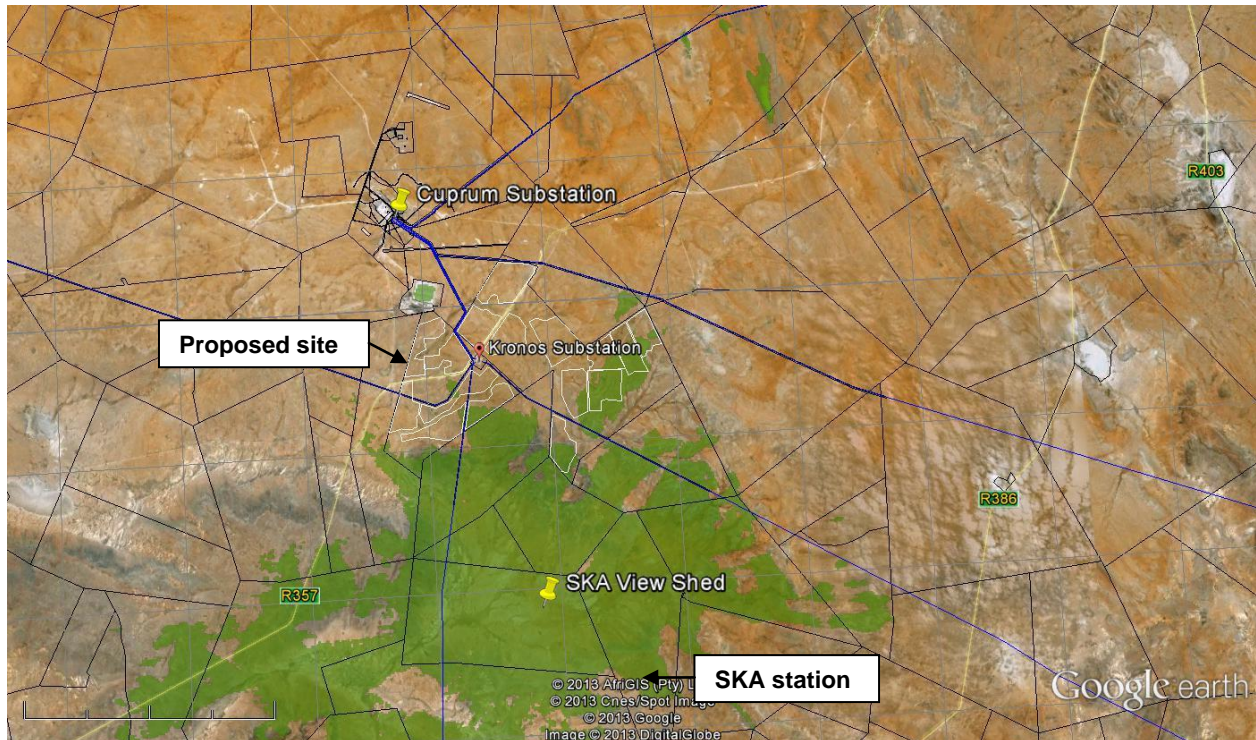 R403
Cuprum Substation
Proposed site
Kronos Substation
R386
SKA View Shed
R357
SKA station
© 2013 AfriGIS (Pty) L
© 2013 Cnes/Spot Image
© 2013 Google
Image © 2013 DigitalGlobe
Google earth